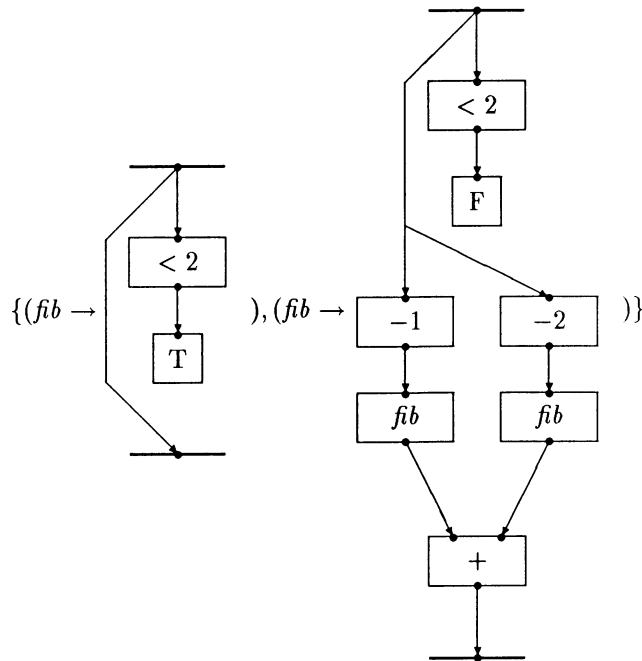 < 2
F
< 2
{(fib → ), (fib → )}
−1 −2
T
fib fib
+